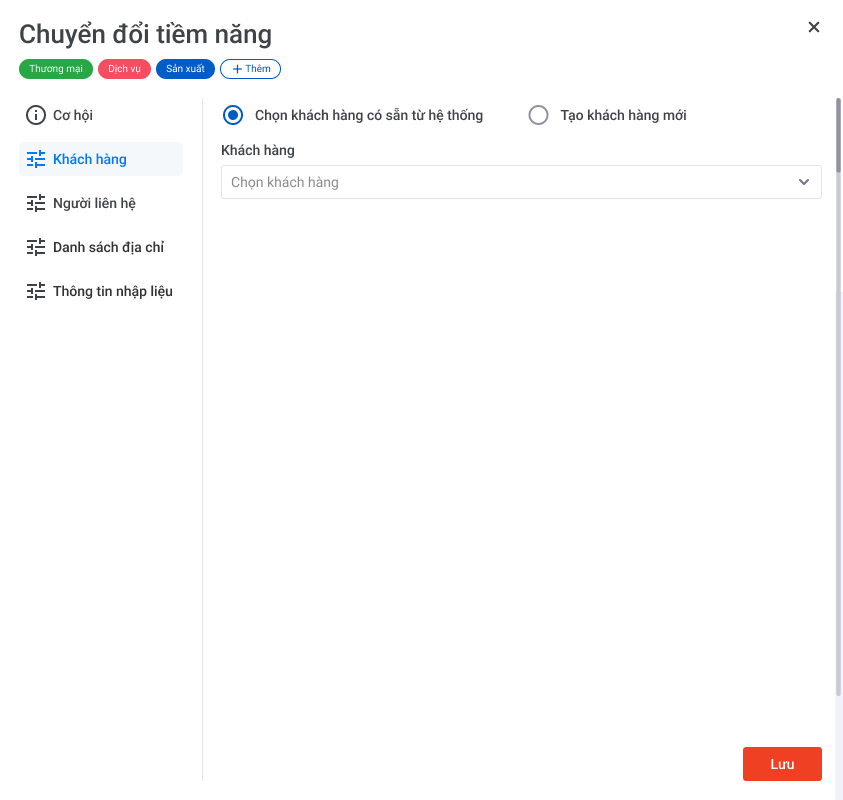 Chuyển đổi tiềm năng
Thương mại Dịch vụ Sản xuất + Thêm
Cơ hội
Khách hàng
Người liên hệ
Danh sách địa chỉ
Thông tin nhập liệu
Chọn khách hàng có sẵn từ hệ thống Tạo khách hàng mới
Khách hàng
Chọn khách hàng
Lưu